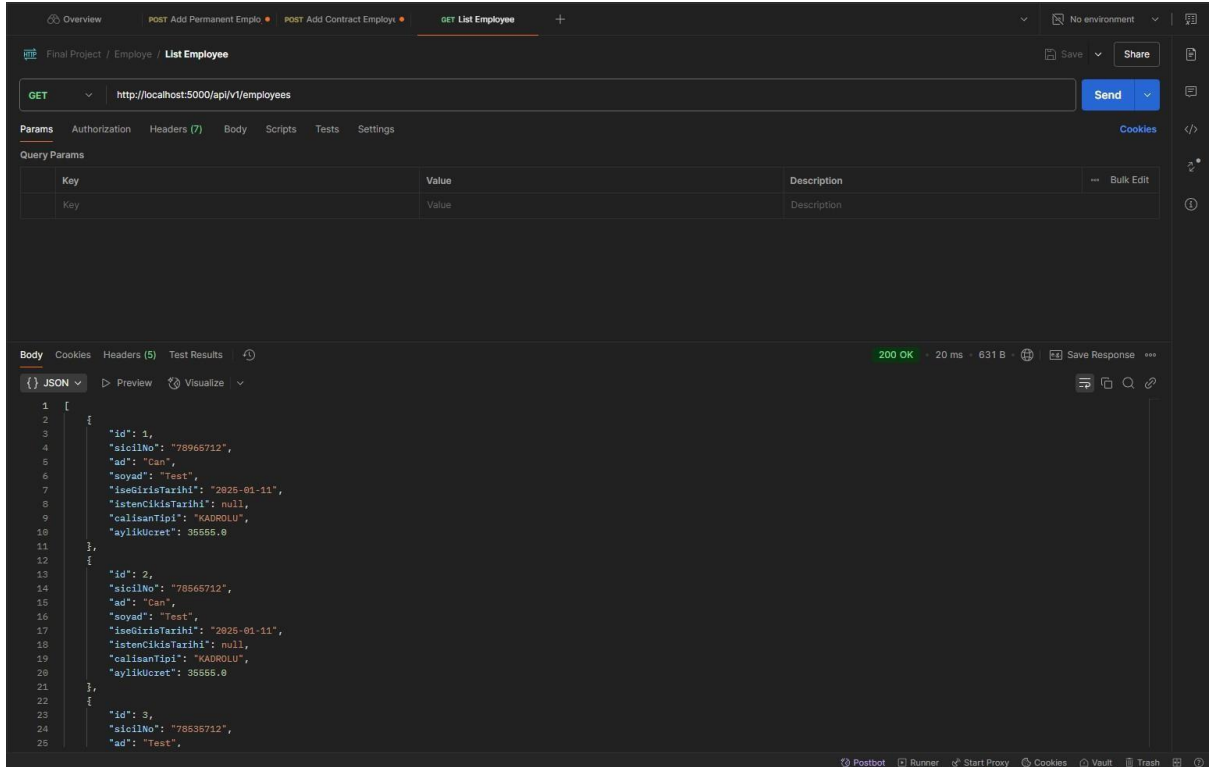 Overview POST Add Permanent Emplo POST Add Contract Employe GET List Employee No environment
HTTP Final Project / Employe / List Employee Save Share
GET http://localhost:5000/api/v1/employees Send
Params Authorization Headers (7) Body Scripts Tests Settings Cookies
Query Params
Key Value Description Bulk Edit
Key Value Description
Body Cookies Headers (5) Test Results 200 OK 20 ms 631 B Save Response
{} JSON Preview Visualize
1 [
2 {
3 "id": 1,
4 "sicilNo": "78965712",
5 "ad": "Can",
6 "soyad": "Test",
7 "iseGirisTarihi": "2025-01-11",
8 "istenCikisTarihi": null,
9 "calisanTipi": "KADROLU",
10 "aylikUcret": 35555.0
11 },
12 {
13 "id": 2,
14 "sicilNo": "78565712",
15 "ad": "Can",
16 "soyad": "Test",
17 "iseGirisTarihi": "2025-01-11",
18 "istenCikisTarihi": null,
19 "calisanTipi": "KADROLU",
20 "aylikUcret": 35555.0
21 },
22 {
23 "id": 3,
24 "sicilNo": "78535712",
25 "ad": "Test",
Postbot Runner Start Proxy Cookies Vault Trash